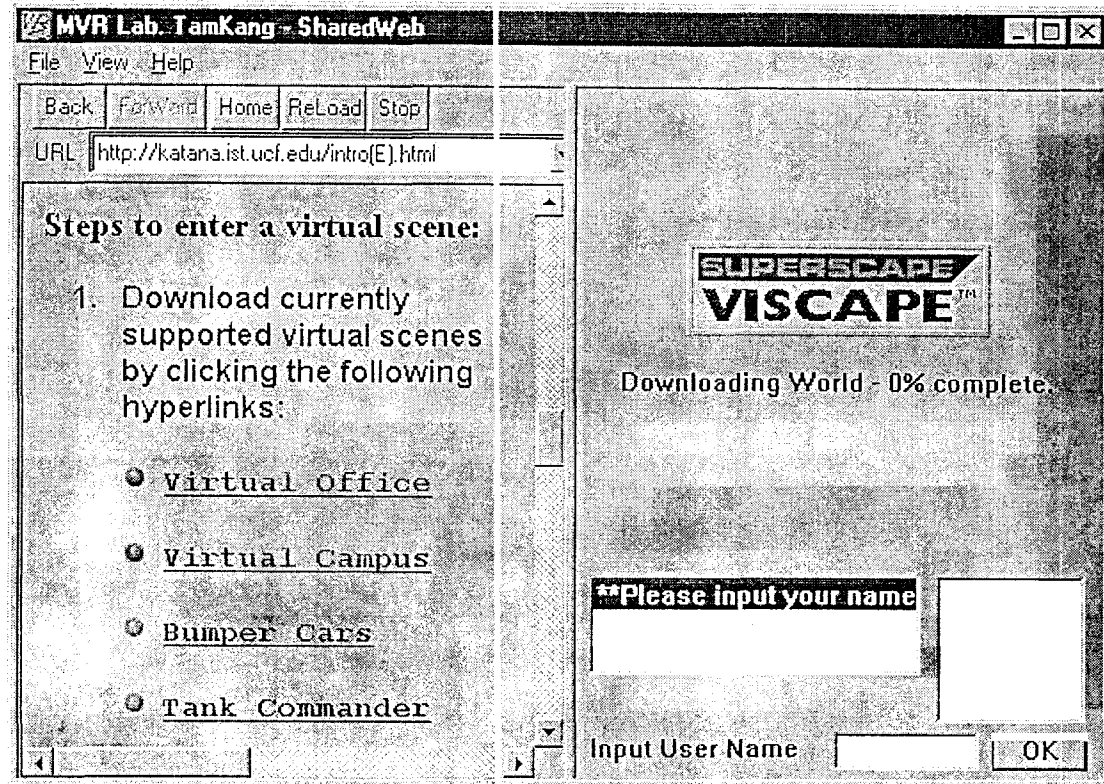 MVR Lab. TamKang - SharedWeb
File View Help
Back ForWard Home ReLoad Stop
URL http://katana.ist.ucf.edu/intro(E).html
Steps to enter a virtual scene:
1. Download currently
supported virtual scenes
by clicking the following
hyperlinks:
Virtual Office
Virtual Campus
Bumper Cars
Tank Commander
SUPERSCAPE
VISCAPE™
Downloading World - 0% complete.
**Please input your name
Input User Name
OK